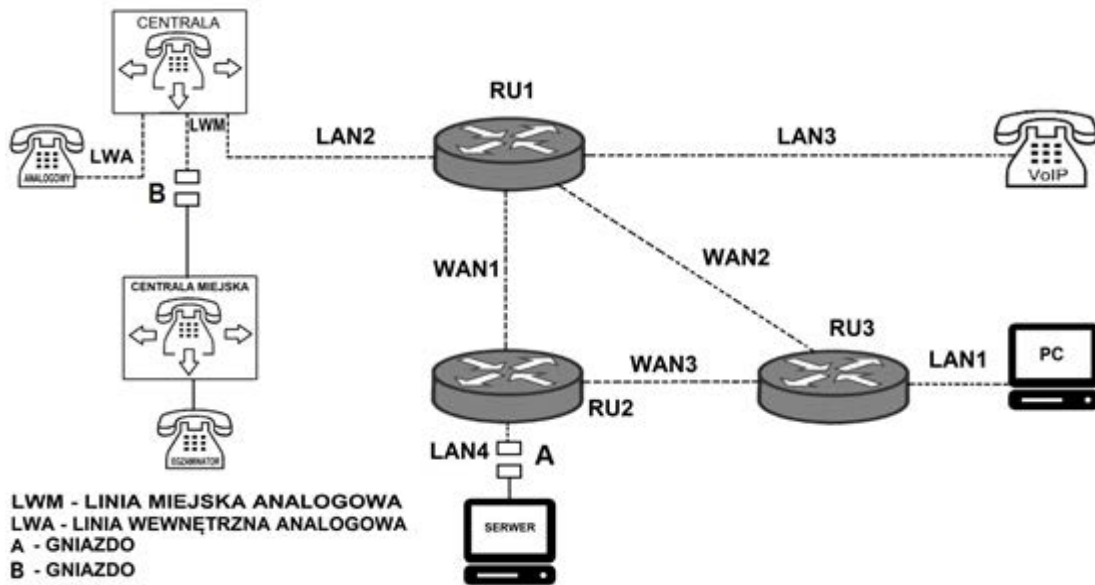 CENTRALA
LWM
LWA
ANALOGOWY
B
CENTRALA MIEJSKA
EGZAMINATOR
RU1
LAN2
LAN3
VoIP
WAN1
WAN2
RU3
PC
LAN1
WAN3
RU2
LAN4
A
SERWER
LWM - LINIA MIEJSKA ANALOGOWA
LWA - LINIA WEWNĘTRZNA ANALOGOWA
A - GNIAZDO
B - GNIAZDO